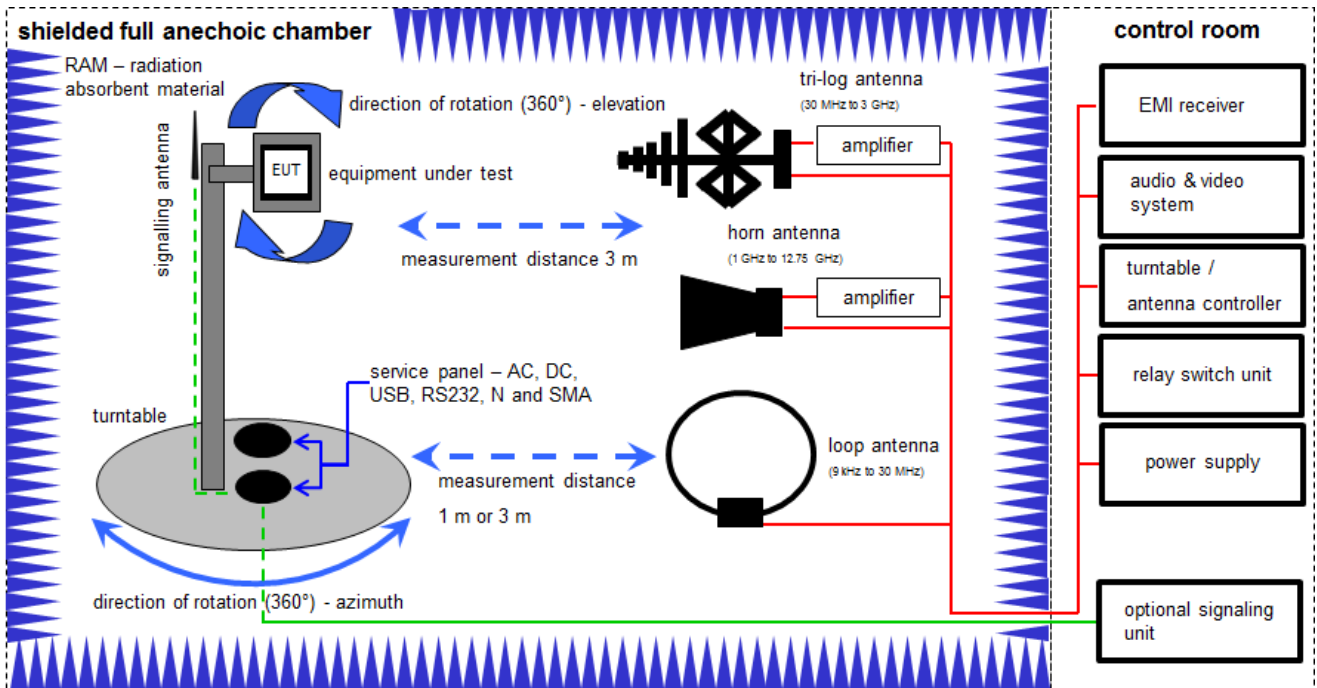 shielded full anechoic chamber
control room
RAM – radiation
absorbent material
direction of rotation (360°) - elevation
signalling antenna
EUT
equipment under test
tri-log antenna
(30 MHz to 3 GHz)
amplifier
measurement distance 3 m
horn antenna
(1 GHz to 12.75 GHz)
amplifier
service panel – AC, DC,
USB, RS232, N and SMA
turntable
loop antenna
(9 kHz to 30 MHz)
measurement distance
1 m or 3 m
direction of rotation (360°) - azimuth
EMI receiver
audio & video
system
turntable /
antenna controller
relay switch unit
power supply
optional signaling
unit